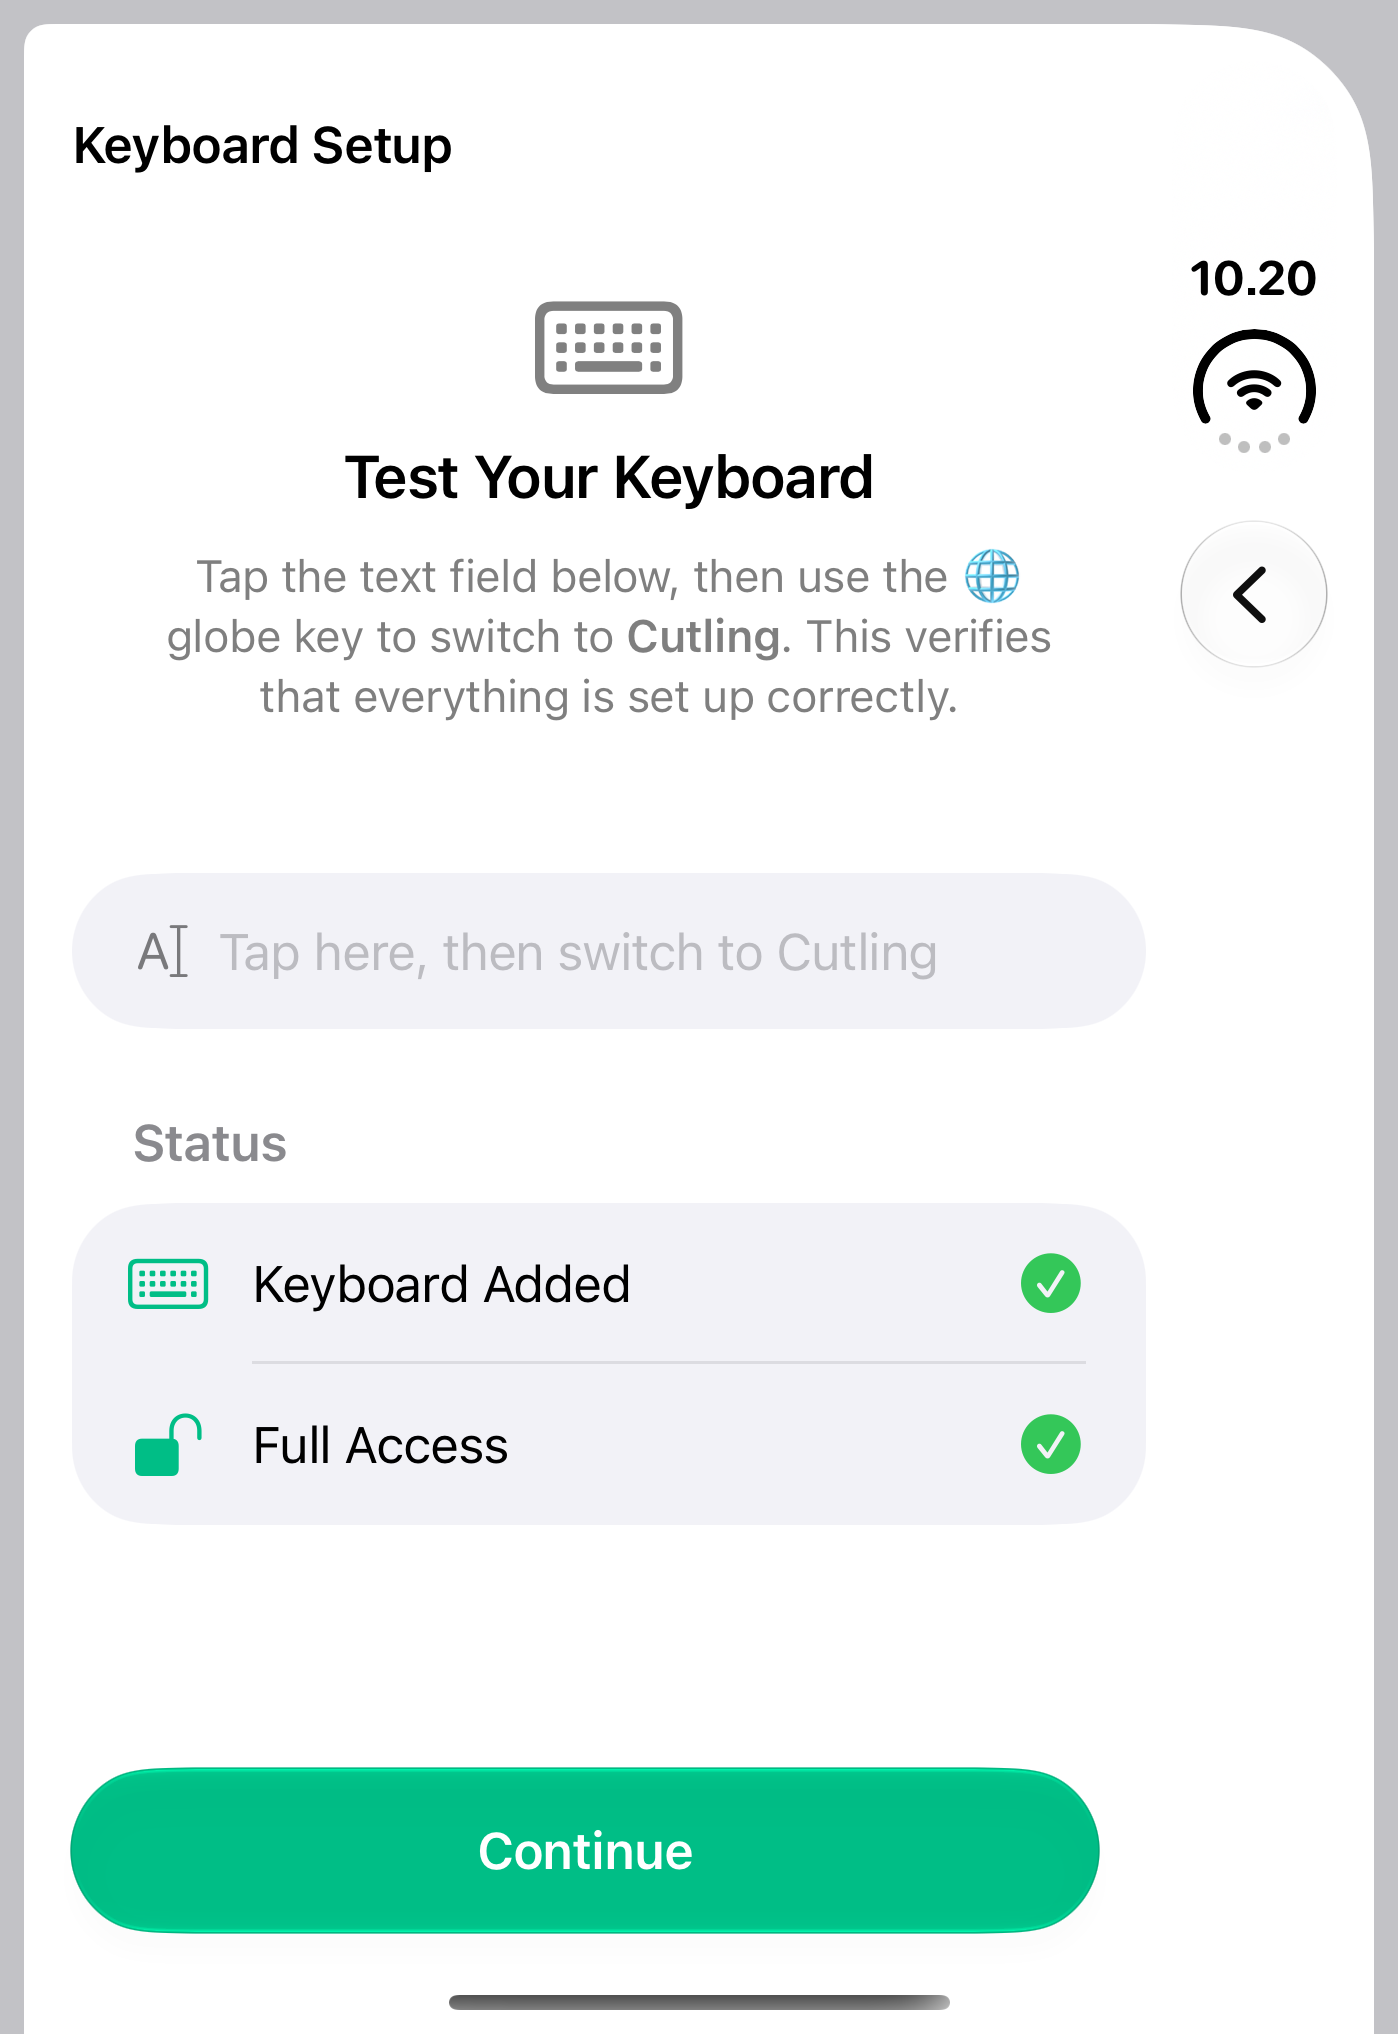 Keyboard Setup
10.20
Test Your Keyboard
Tap the text field below, then use the 🌐
globe key to switch to Cutling. This verifies
that everything is set up correctly.
Tap here, then switch to Cutling
Status
Keyboard Added
Full Access
Continue